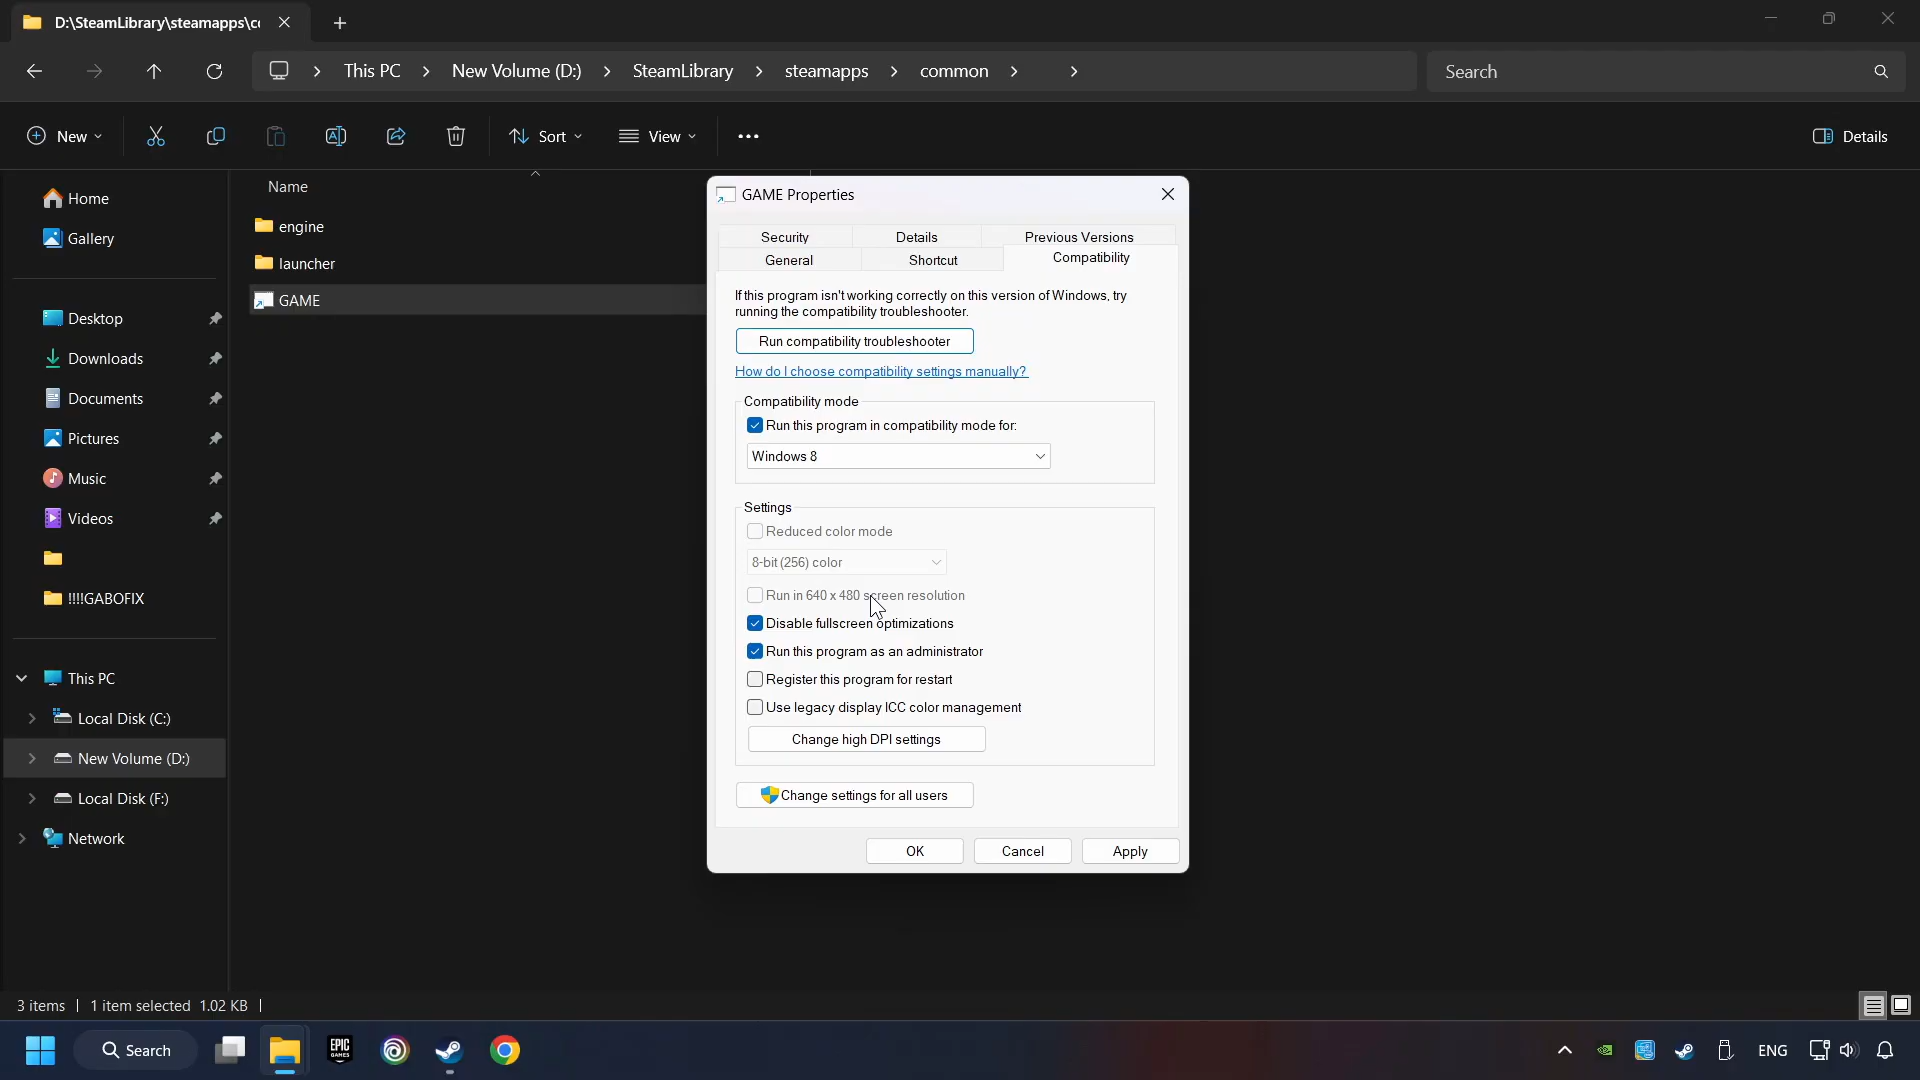 D:\SteamLibrary\steamapps\co
This PC
New Volume (D:)
SteamLibrary
steamapps
common
Search
New
Sort
View
Details
Name
Home
Gallery
Desktop
Downloads
Documents
Pictures
Music
Videos
!!!!GABOFIX
This PC
Local Disk (C:)
New Volume (D:)
Local Disk (F:)
Network
engine
launcher
GAME
GAME Properties
Security
Details
Previous Versions
General
Shortcut
Compatibility
If this program isn't working correctly on this version of Windows, try
running the compatibility troubleshooter.
Run compatibility troubleshooter
How do I choose compatibility settings manually?
Compatibility mode
Run this program in compatibility mode for:
Windows 8
Settings
Reduced color mode
8-bit (256) color
Run in 640 x 480 screen resolution
Disable fullscreen optimizations
Run this program as an administrator
Register this program for restart
Use legacy display ICC color management
Change high DPI settings
Change settings for all users
OK
Cancel
Apply
3 items
1 item selected 1.02 KB
Search
EPIC
GAMES
ENG